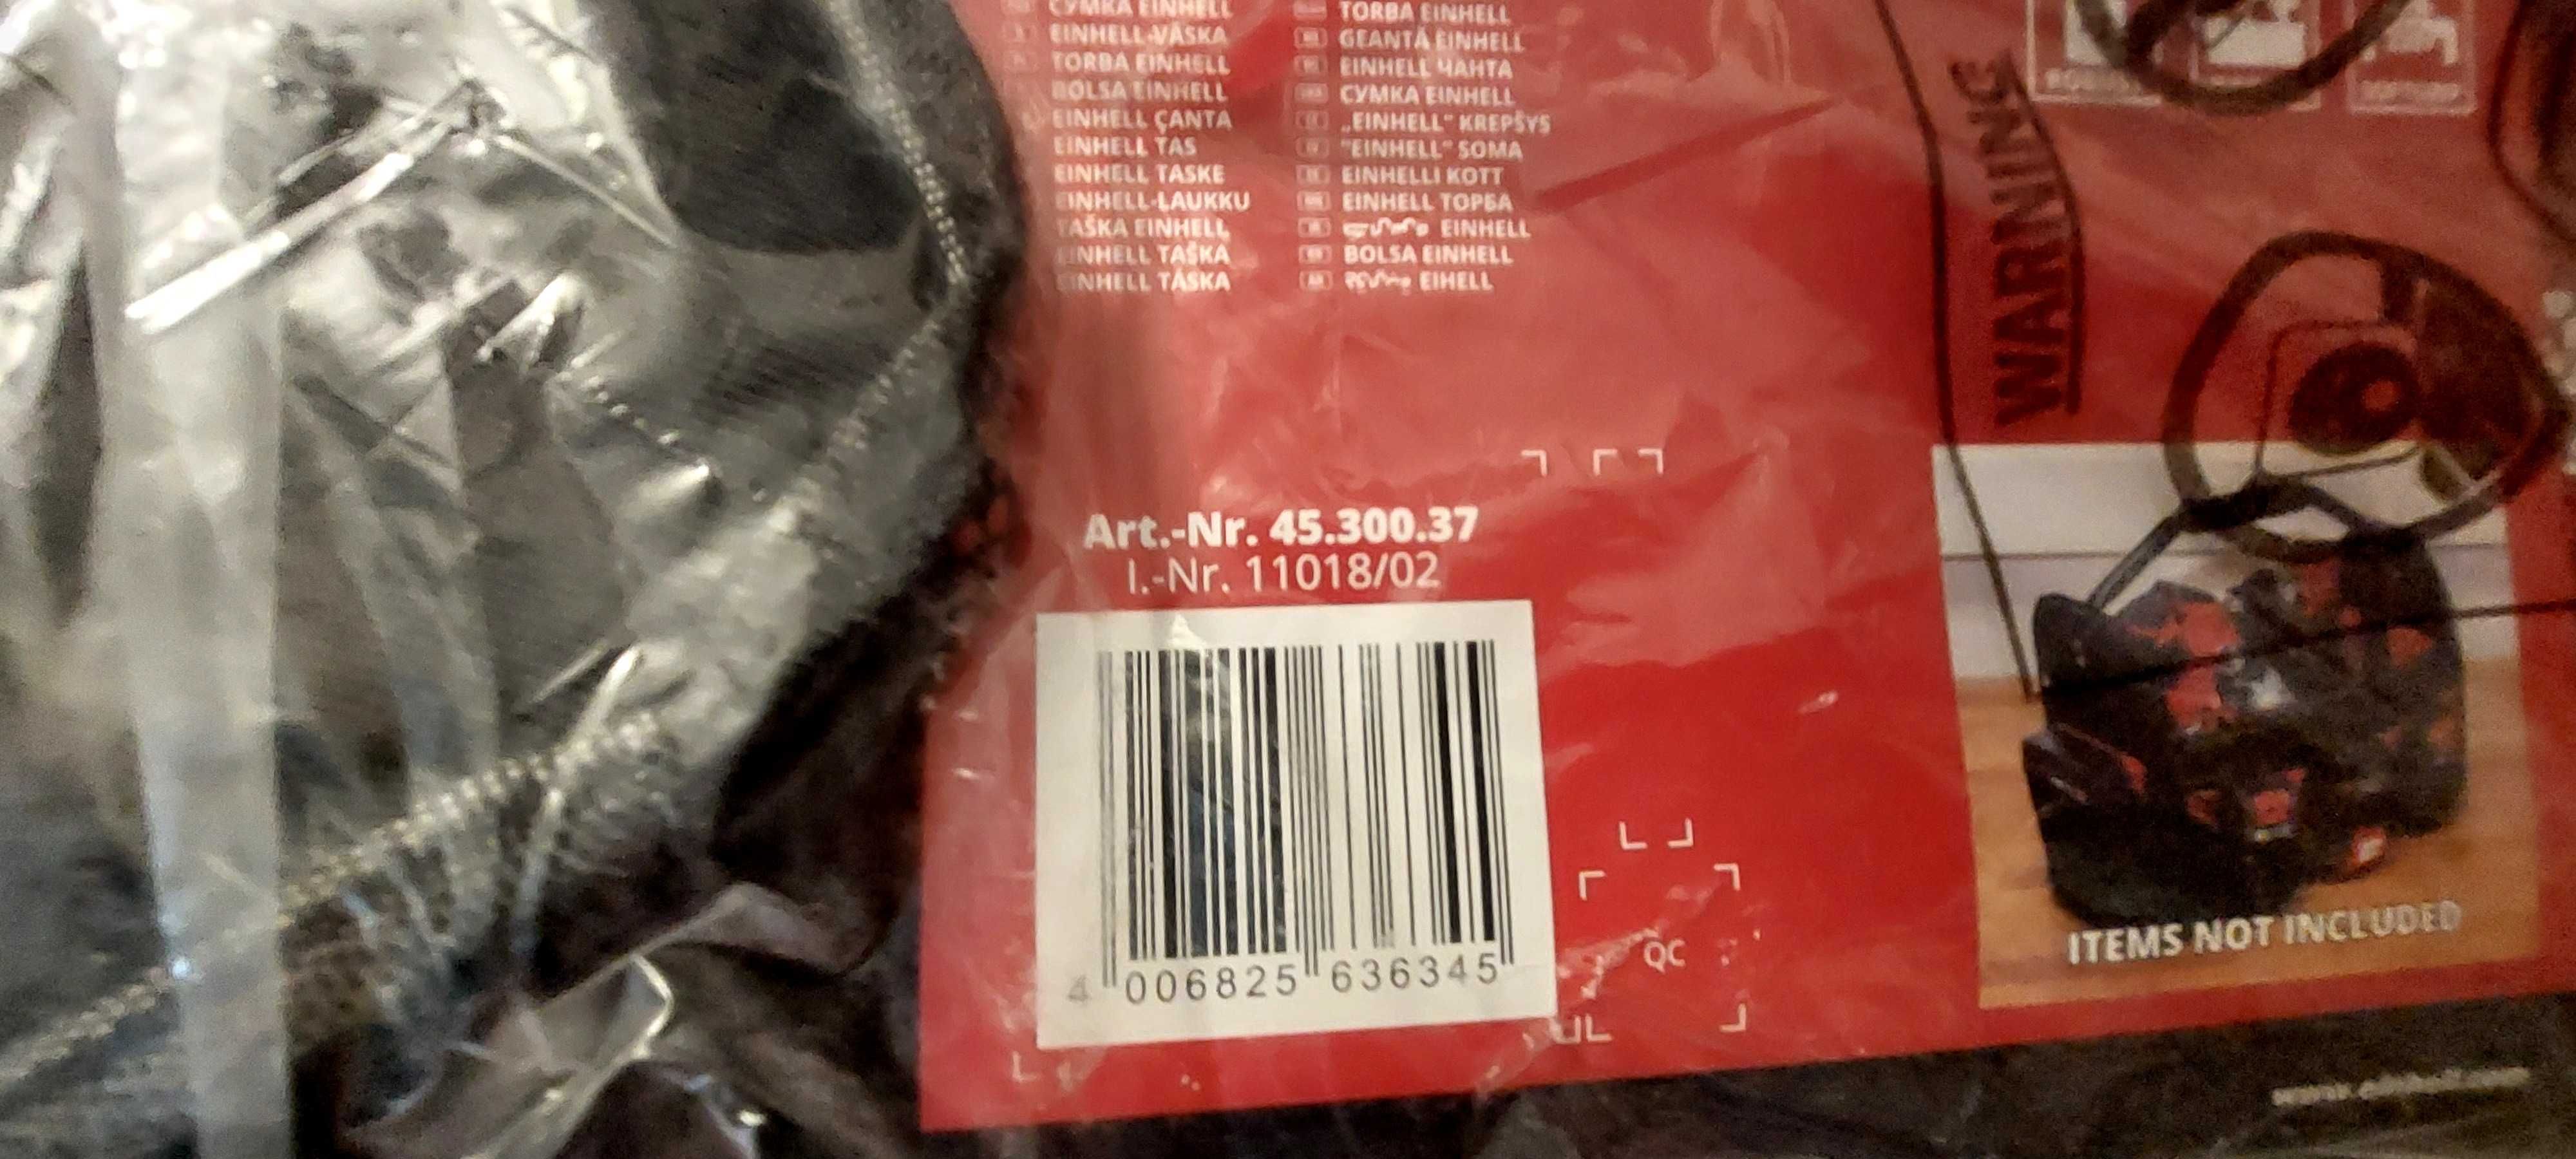 СУМКА EINHELL
EINHELL-VÄSKA
TORBA EINHELL
BOLSA EINHELL
EINHELL ÇANTA
EINHELL TAS
EINHELL TASKE
EINHELL-LAUKKU
TAŠKA EINHELL
EINHELL TAŠKA
EINHELL TÁSKA
TORBA EINHELL
GEANTĂ EINHELL
EINHELL ЧАНТА
СУМКА EINHELL
„EINHELL“ KREPŠYS
"EINHELL" SOMA
EINHELLI KOTT
EINHELL ТОРБА
EINHELL
BOLSA EINHELL
EIHELL
WARNING
Art.-Nr. 45.300.37
I.-Nr. 11018/02
4 006825 636345
QC
UL
ITEMS NOT INCLUDED